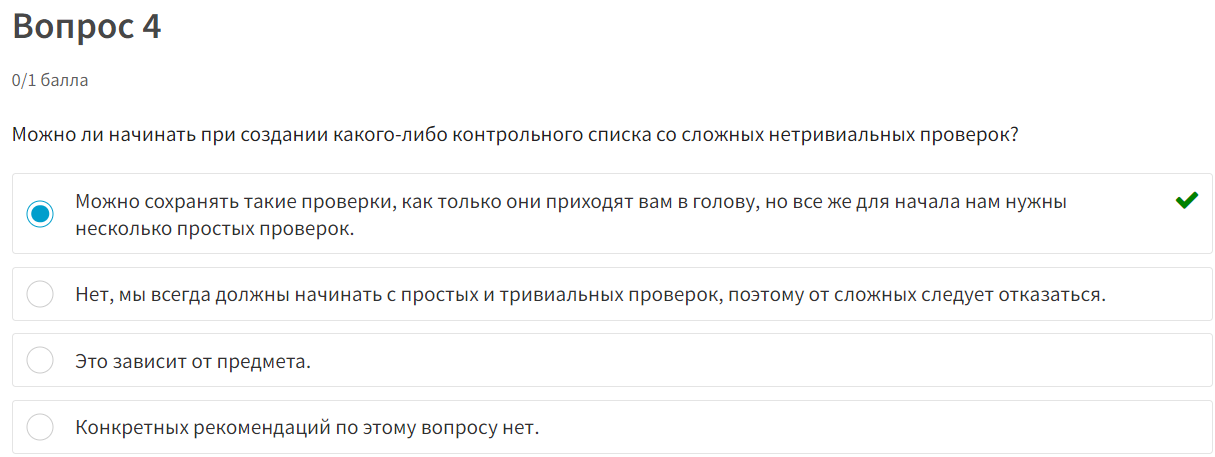 Вопрос 4
0/1 балла
Можно ли начинать при создании какого-либо контрольного списка со сложных нетривиальных проверок?
Можно сохранять такие проверки, как только они приходят вам в голову, но все же для начала нам нужны
несколько простых проверок.
Нет, мы всегда должны начинать с простых и тривиальных проверок, поэтому от сложных следует отказаться.
Это зависит от предмета.
Конкретных рекомендаций по этому вопросу нет.